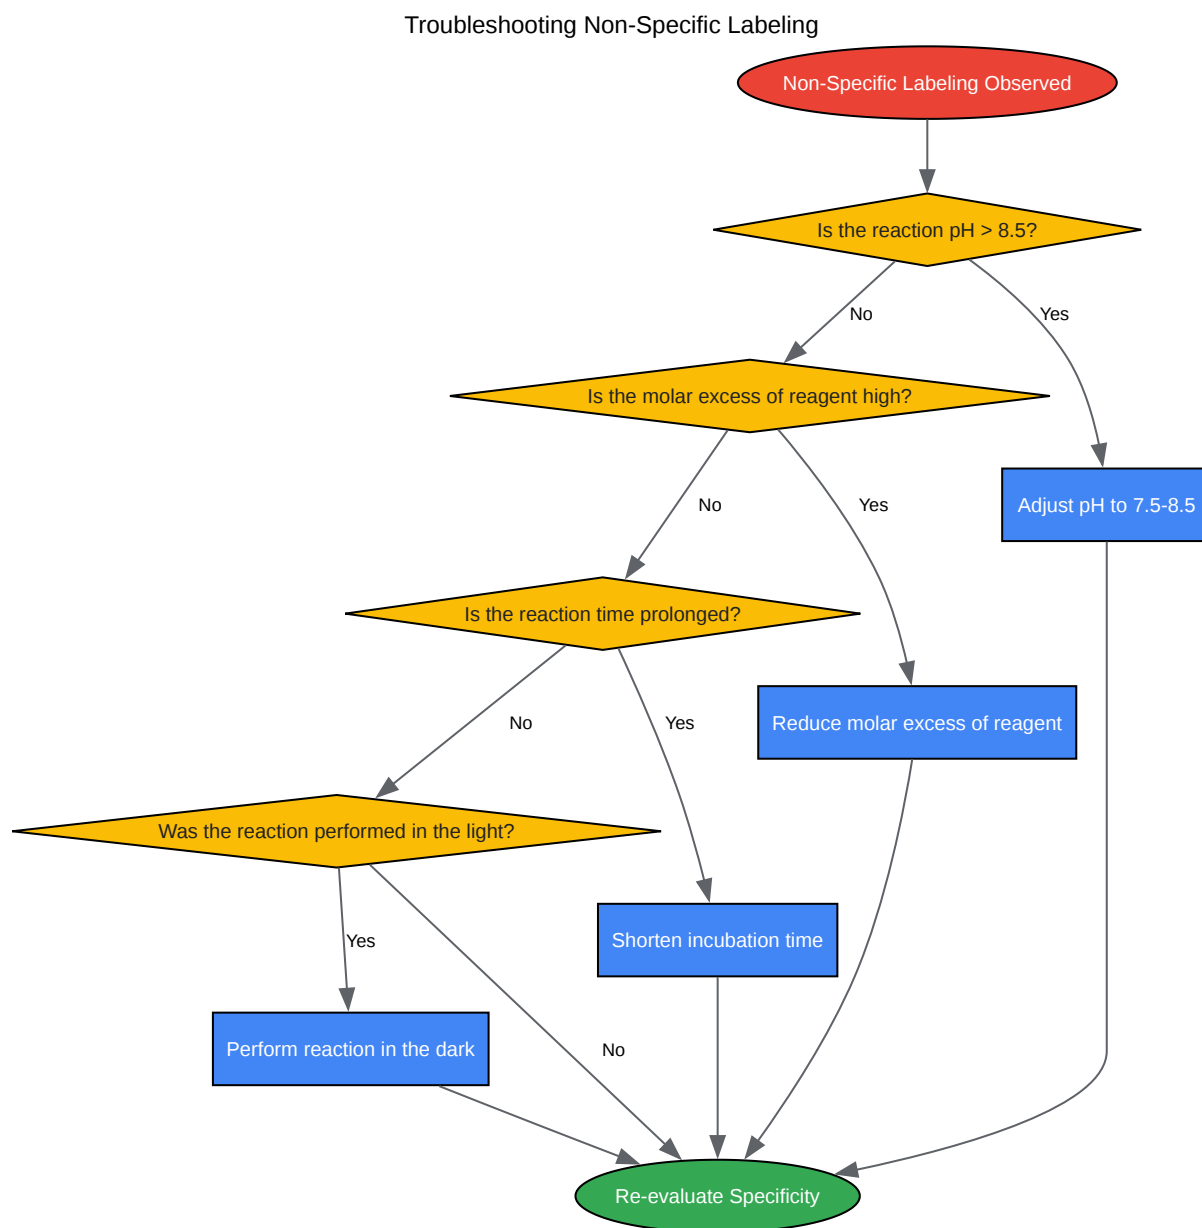 Troubleshooting Non-Specific Labeling
Non-Specific Labeling Observed
Is the reaction pH > 8.5?
No
Yes
Is the molar excess of reagent high?
Adjust pH to 7.5-8.5
No
Yes
Is the reaction time prolonged?
Reduce molar excess of reagent
No
Yes
Was the reaction performed in the light?
Shorten incubation time
Yes
Perform reaction in the dark
No
Re-evaluate Specificity